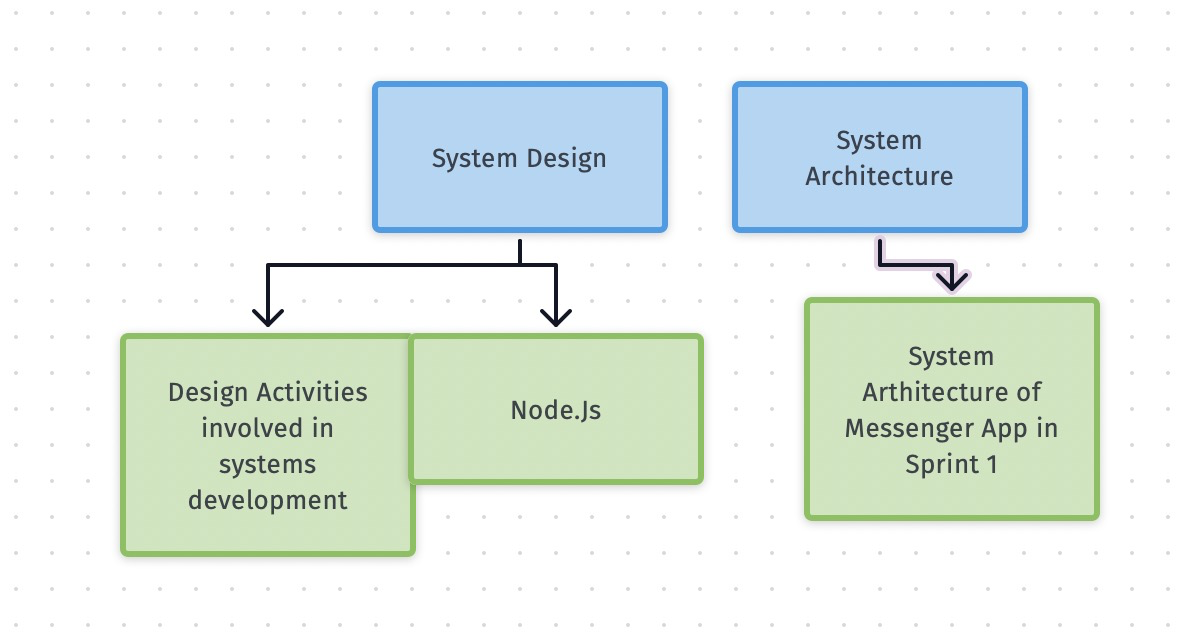 System Design
System
Architecture
Design Activities
involved in
systems
development
Node.Js
System
Arthitecture of
Messenger App in
Sprint 1